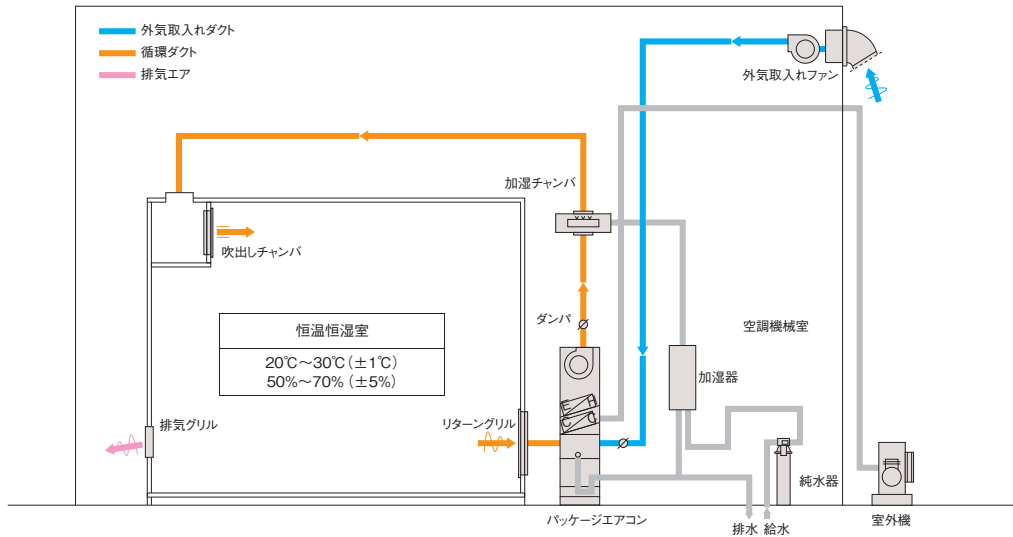 外気取入れダクト
循環ダクト
排気エア
外気取入れファン
加湿チャンバ
吹出しチャンバ
ダンパ
空調機械室
恒温恒湿室
20℃～30℃(±1℃)
50%～70%(±5%)
加湿器
E H
C C
排気グリル
リターングリル
純水器
パッケージエアコン
排水 給水
室外機